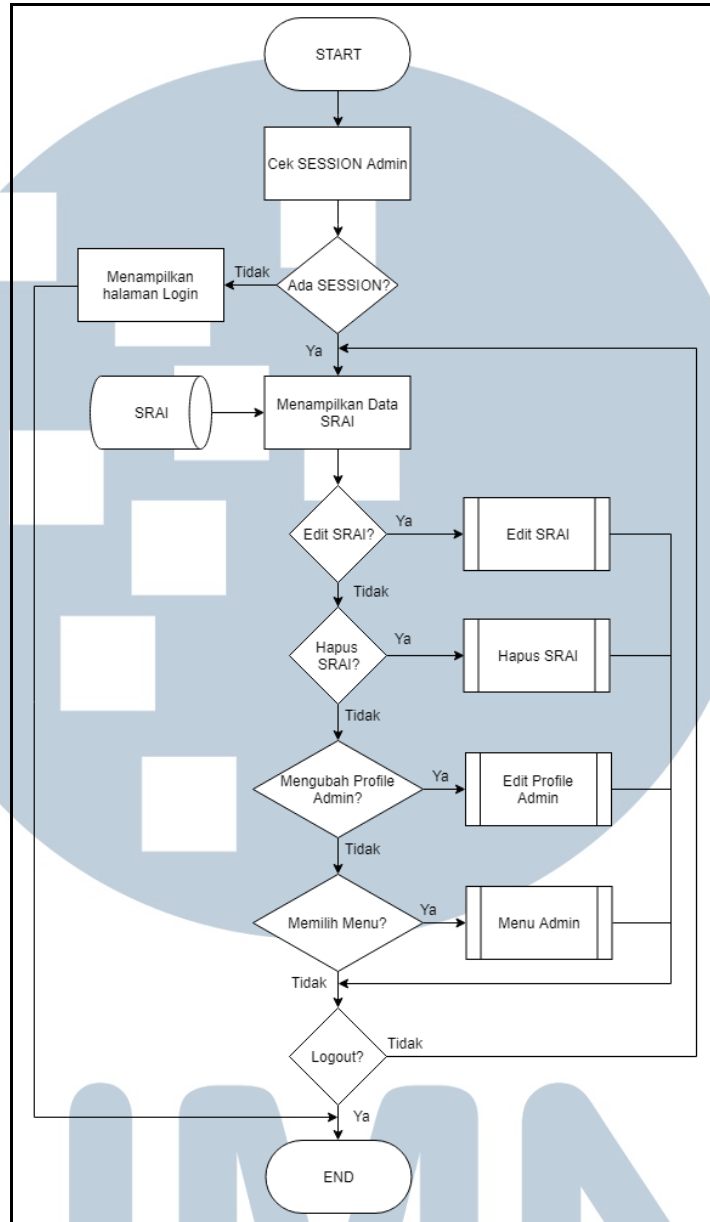 START
Cek SESSION Admin
Menampilkan
halaman Login
Tidak
Ada SESSION?
Ya
SRAI
Menampilkan Data
SRAI
Edit SRAI?
Ya
Edit SRAI
Tidak
Hapus
SRAI?
Ya
Hapus SRAI
Tidak
Mengubah Profile
Admin?
Ya
Edit Profile
Admin
Tidak
Memilih Menu?
Ya
Menu Admin
Tidak
Logout?
Tidak
Ya
END